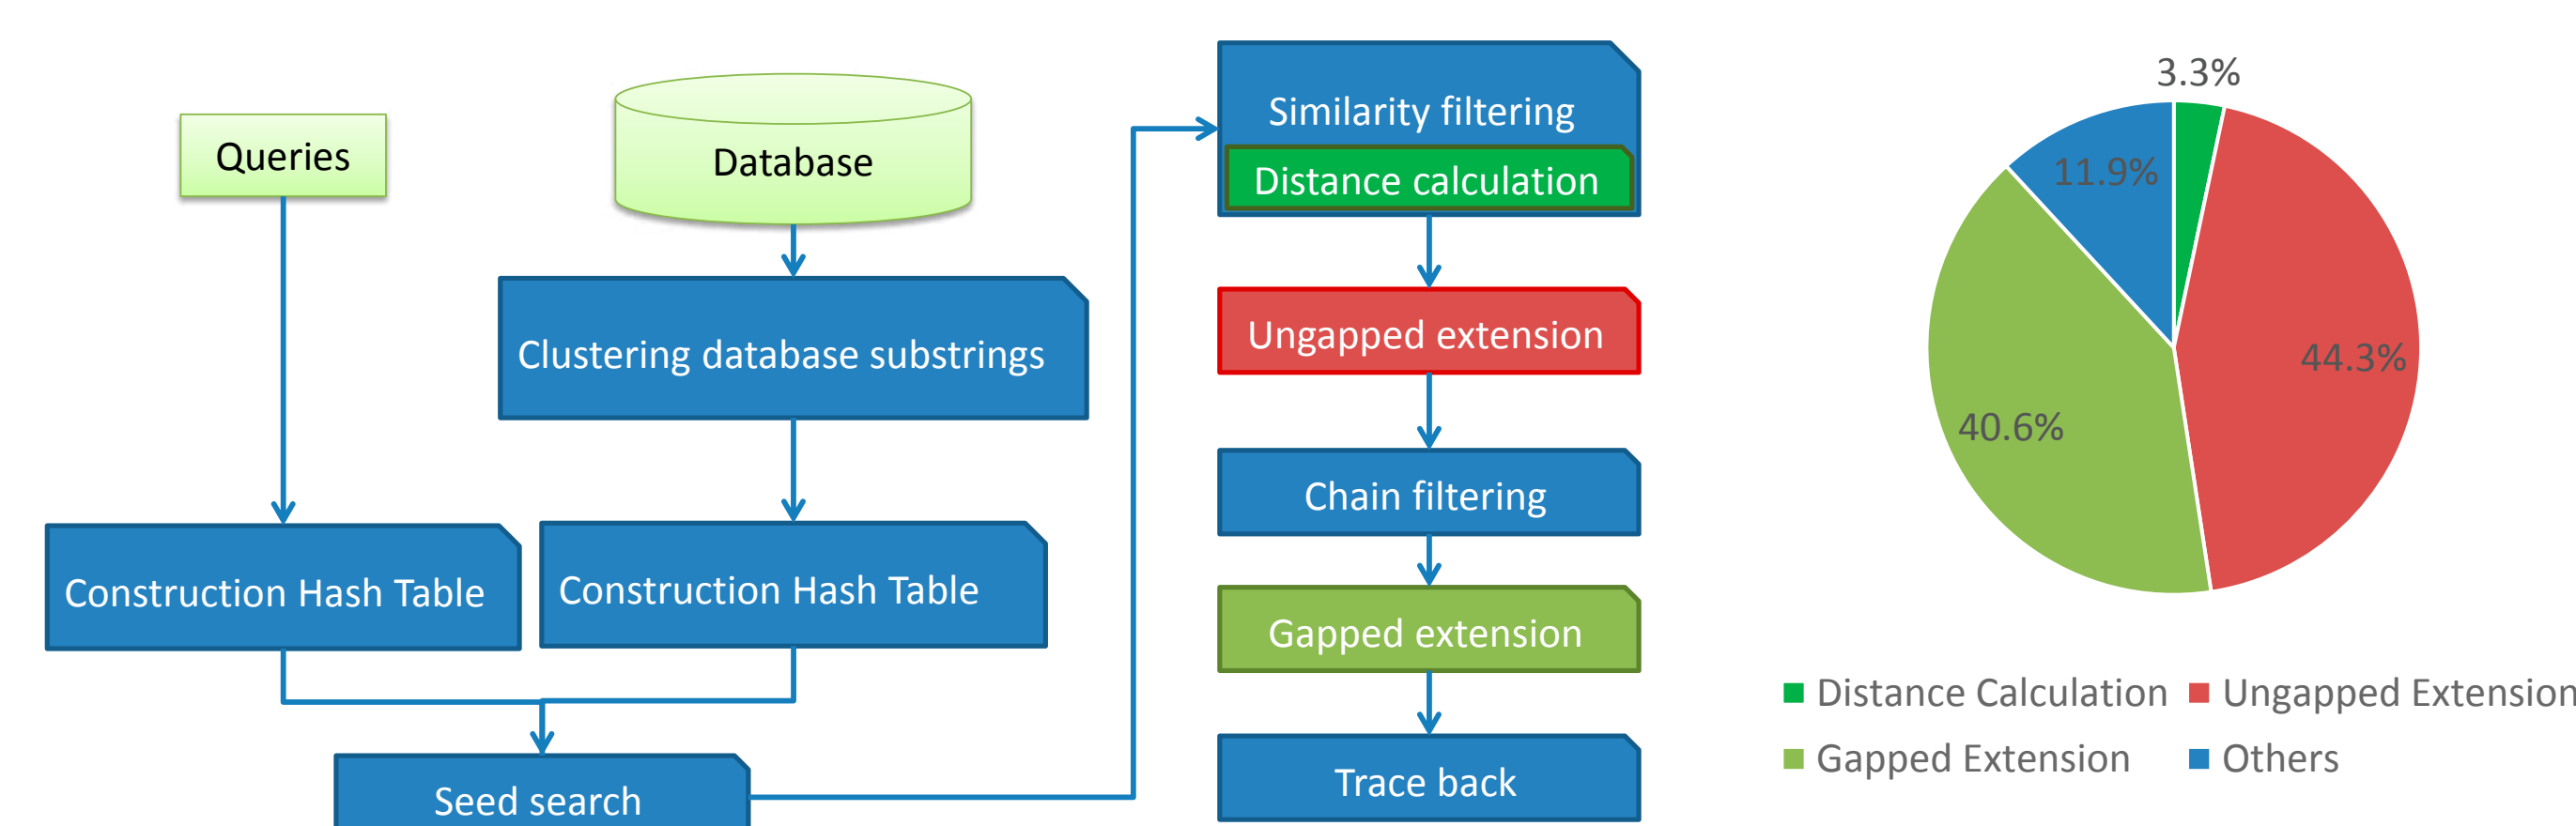 Queries
Database
Clustering database substrings
Construction Hash Table
Construction Hash Table
Seed search
Similarity filtering
Distance calculation
Ungapped extension
Chain filtering
Gapped extension
Trace back
3.3%
11.9%
44.3%
40.6%
Distance Calculation
Ungapped Extension
Gapped Extension
Others